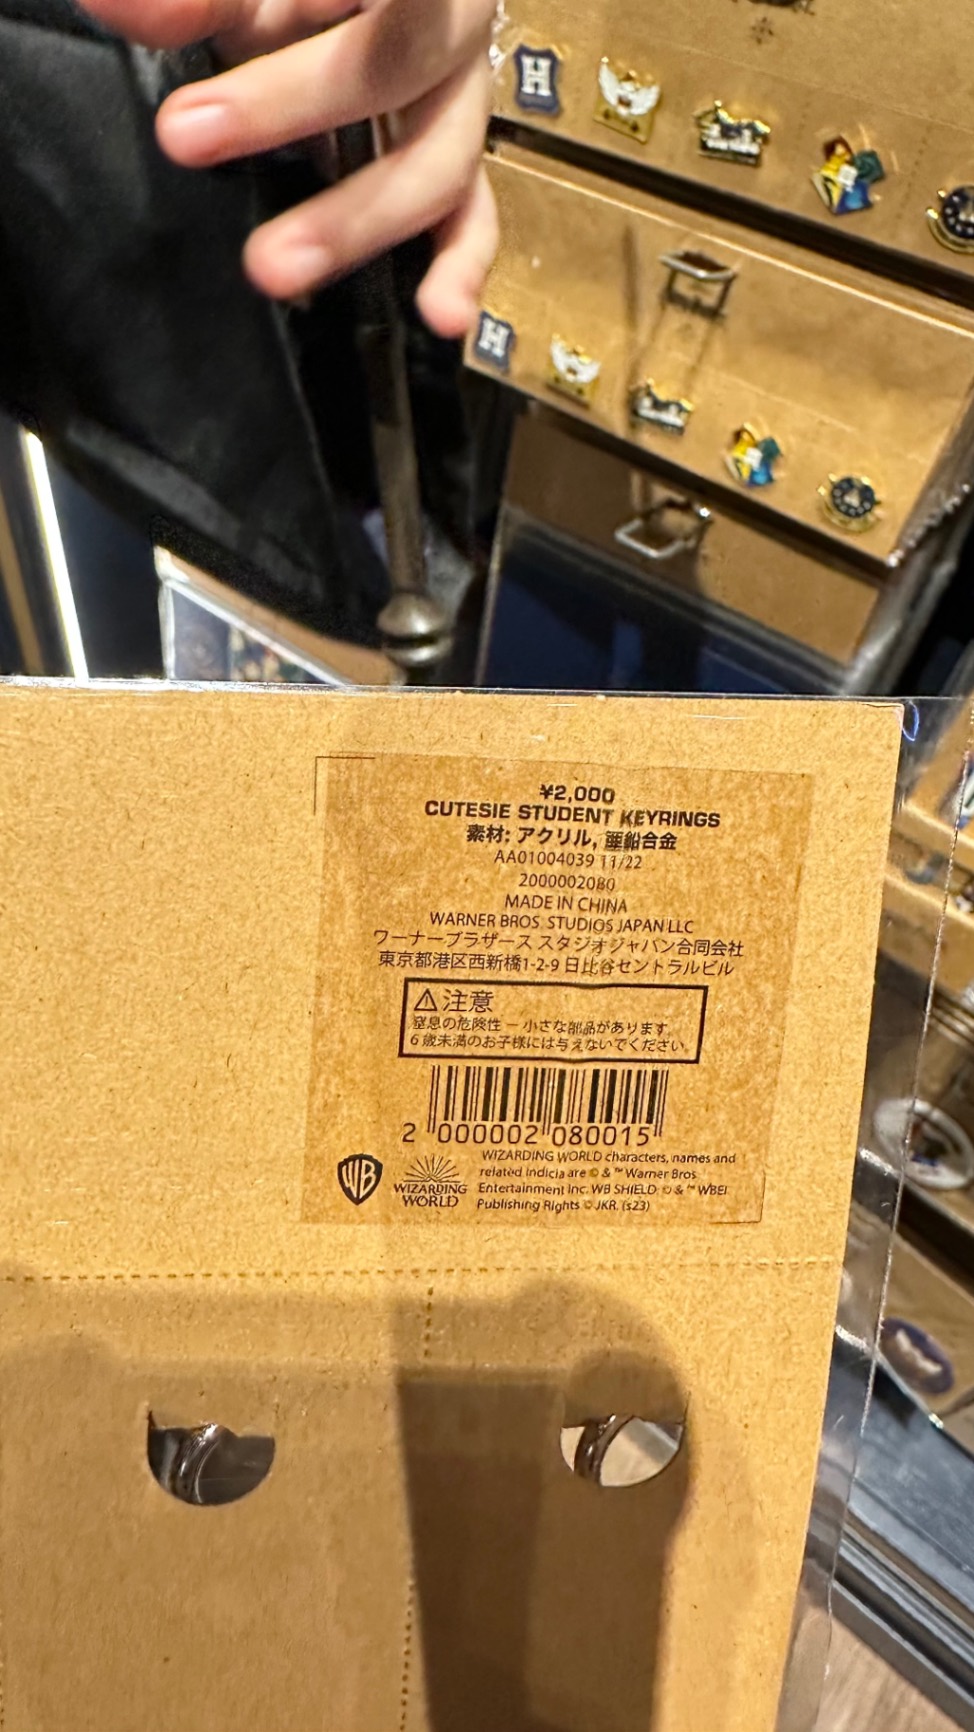 H
H
¥2,000
CUTESIE STUDENT KEYRINGS
素材: アクリル, 亜鉛合金
AA01004039 11/22
2000002080
MADE IN CHINA
WARNER BROS. STUDIOS JAPAN LLC
ワーナーブラザース スタジオジャパン合同会社
東京都港区西新橋1-2-9 日比谷セントラルビル
⚠注意
窒息の危険性 － 小さな部品があります。
6 歳未満のお子様には与えないでください。
2 000002 080015
WIZARDING WORLD characters, names and
related indicia are © & ™ Warner Bros.
Entertainment Inc. WB SHIELD: © & ™ WBEI.
Publishing Rights © JKR. (s23)
WB
WIZARDING
WORLD